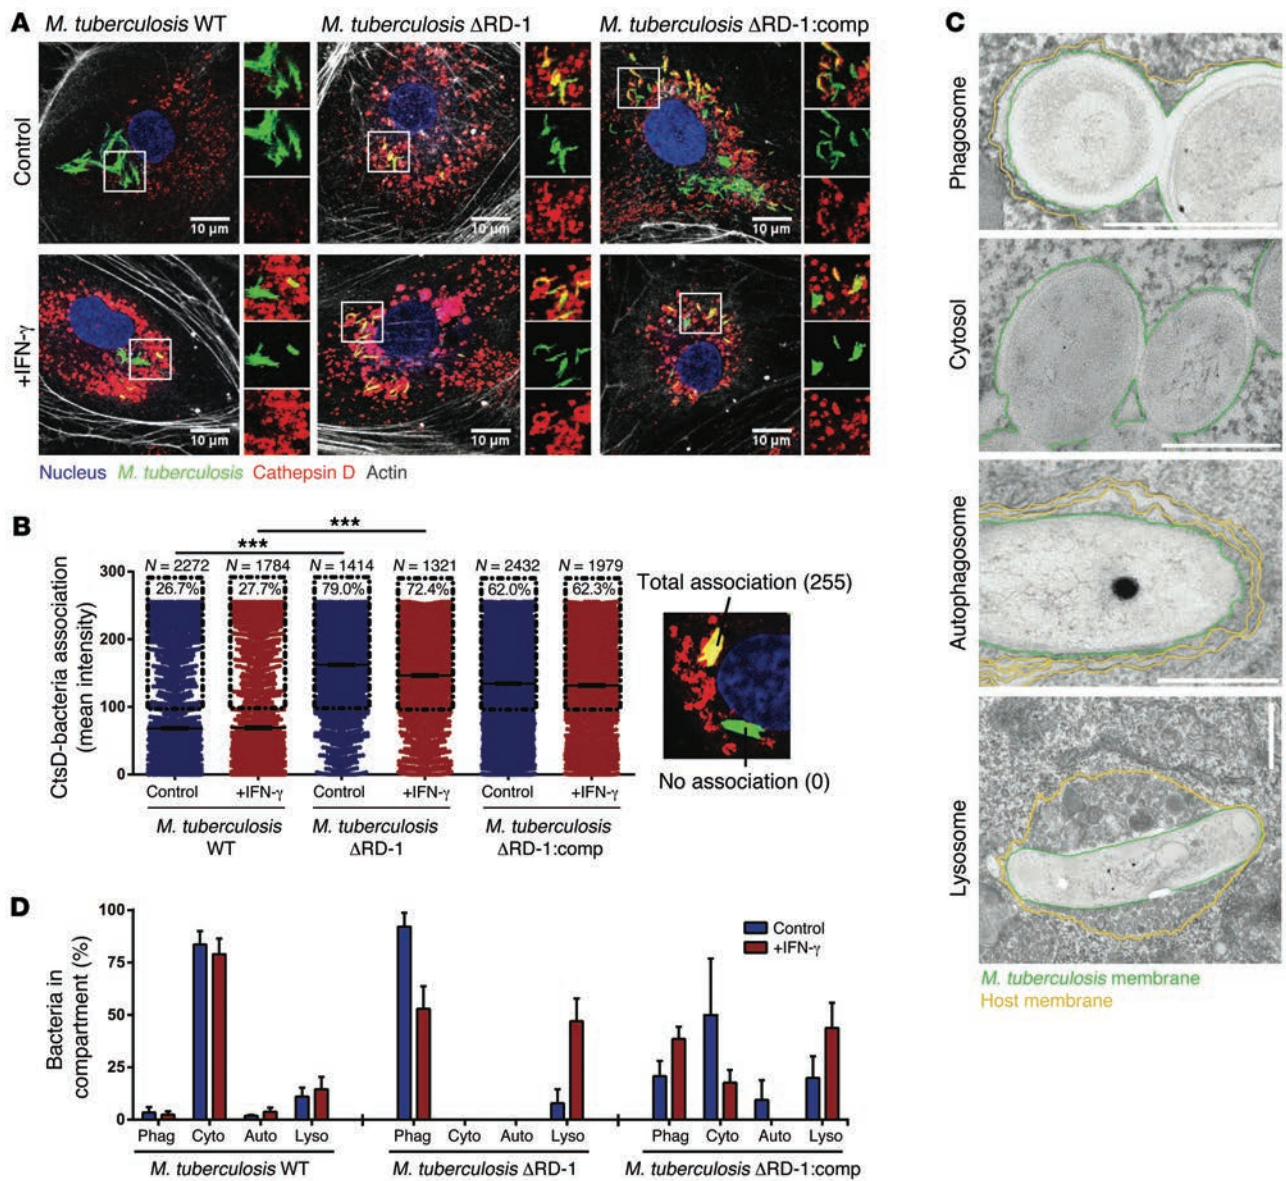 A
M. tuberculosis WT
M. tuberculosis ΔRD-1
M. tuberculosis ΔRD-1:comp
Control
10 µm
10 µm
10 µm
+IFN-γ
10 µm
10 µm
10 µm
Nucleus M. tuberculosis Cathepsin D Actin
B
***
***
N = 2272 N = 1784 N = 1414 N = 1321 N = 2432 N = 1979
26.7% 27.7% 79.0% 72.4% 62.0% 62.3%
CtsD-bacteria association
(mean intensity)
300
200
100
0
Control +IFN-γ Control +IFN-γ Control +IFN-γ
M. tuberculosis
WT
M. tuberculosis
ΔRD-1
M. tuberculosis
ΔRD-1:comp
Total association (255)
No association (0)
C
Phagosome
Cytosol
Autophagosome
Lysosome
M. tuberculosis membrane
Host membrane
D
Bacteria in
compartment (%)
100
75
50
25
0
Control
+IFN-γ
Phag Cyto Auto Lyso Phag Cyto Auto Lyso Phag Cyto Auto Lyso
M. tuberculosis WT
M. tuberculosis ΔRD-1
M. tuberculosis ΔRD-1:comp